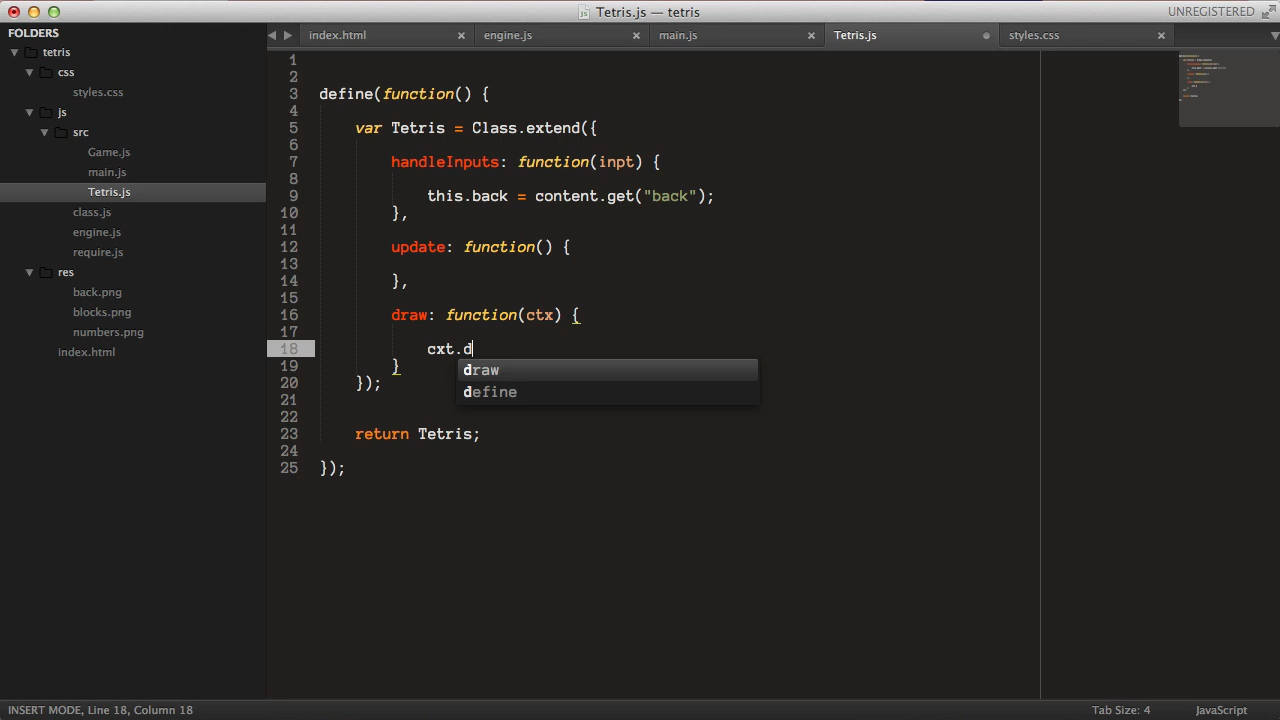 Tetris.js — tetris
UNREGISTERED
FOLDERS
tetris
css
styles.css
js
src
Game.js
main.js
Tetris.js
class.js
engine.js
require.js
res
back.png
blocks.png
numbers.png
index.html
index.html × engine.js × main.js × Tetris.js styles.css ×
1
2
3 define(function() {
4
5 var Tetris = Class.extend({
6
7 handleInputs: function(inpt) {
8
9 this.back = content.get("back");
10 },
11
12 update: function() {
13
14 },
15
16 draw: function(ctx) {
17
18 cxt.d
19 }
draw
20 });
define
21
22
23 return Tetris;
24
25 });
INSERT MODE, Line 18, Column 18
Tab Size: 4
JavaScript